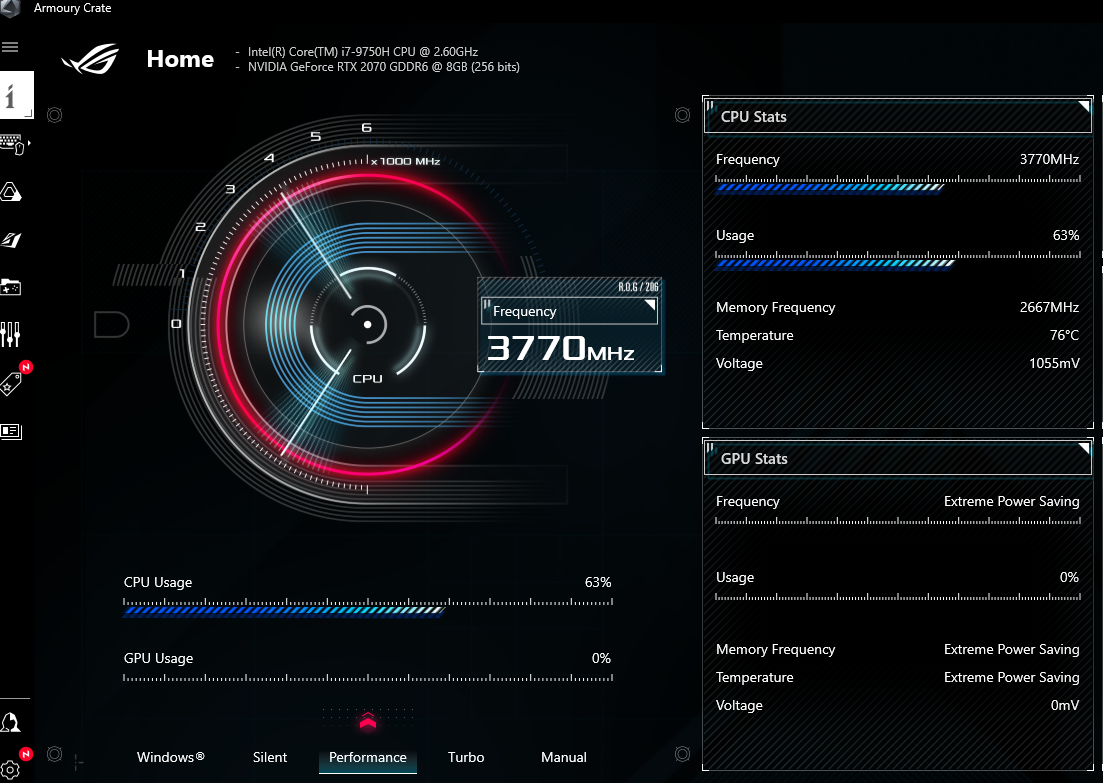 Armoury Crate
Home
- Intel(R) Core(TM) i7-9750H CPU @ 2.60GHz
- NVIDIA GeForce RTX 2070 GDDR6 @ 8GB (256 bits)
0
1
2
3
4
5
6
x 1000 MHz
CPU
R.O.G / 206
Frequency
3770MHz
CPU Usage 63%
GPU Usage 0%
Windows® Silent Performance Turbo Manual
CPU Stats
Frequency 3770MHz
Usage 63%
Memory Frequency 2667MHz
Temperature 76°C
Voltage 1055mV
GPU Stats
Frequency Extreme Power Saving
Usage 0%
Memory Frequency Extreme Power Saving
Temperature Extreme Power Saving
Voltage 0mV
N
N